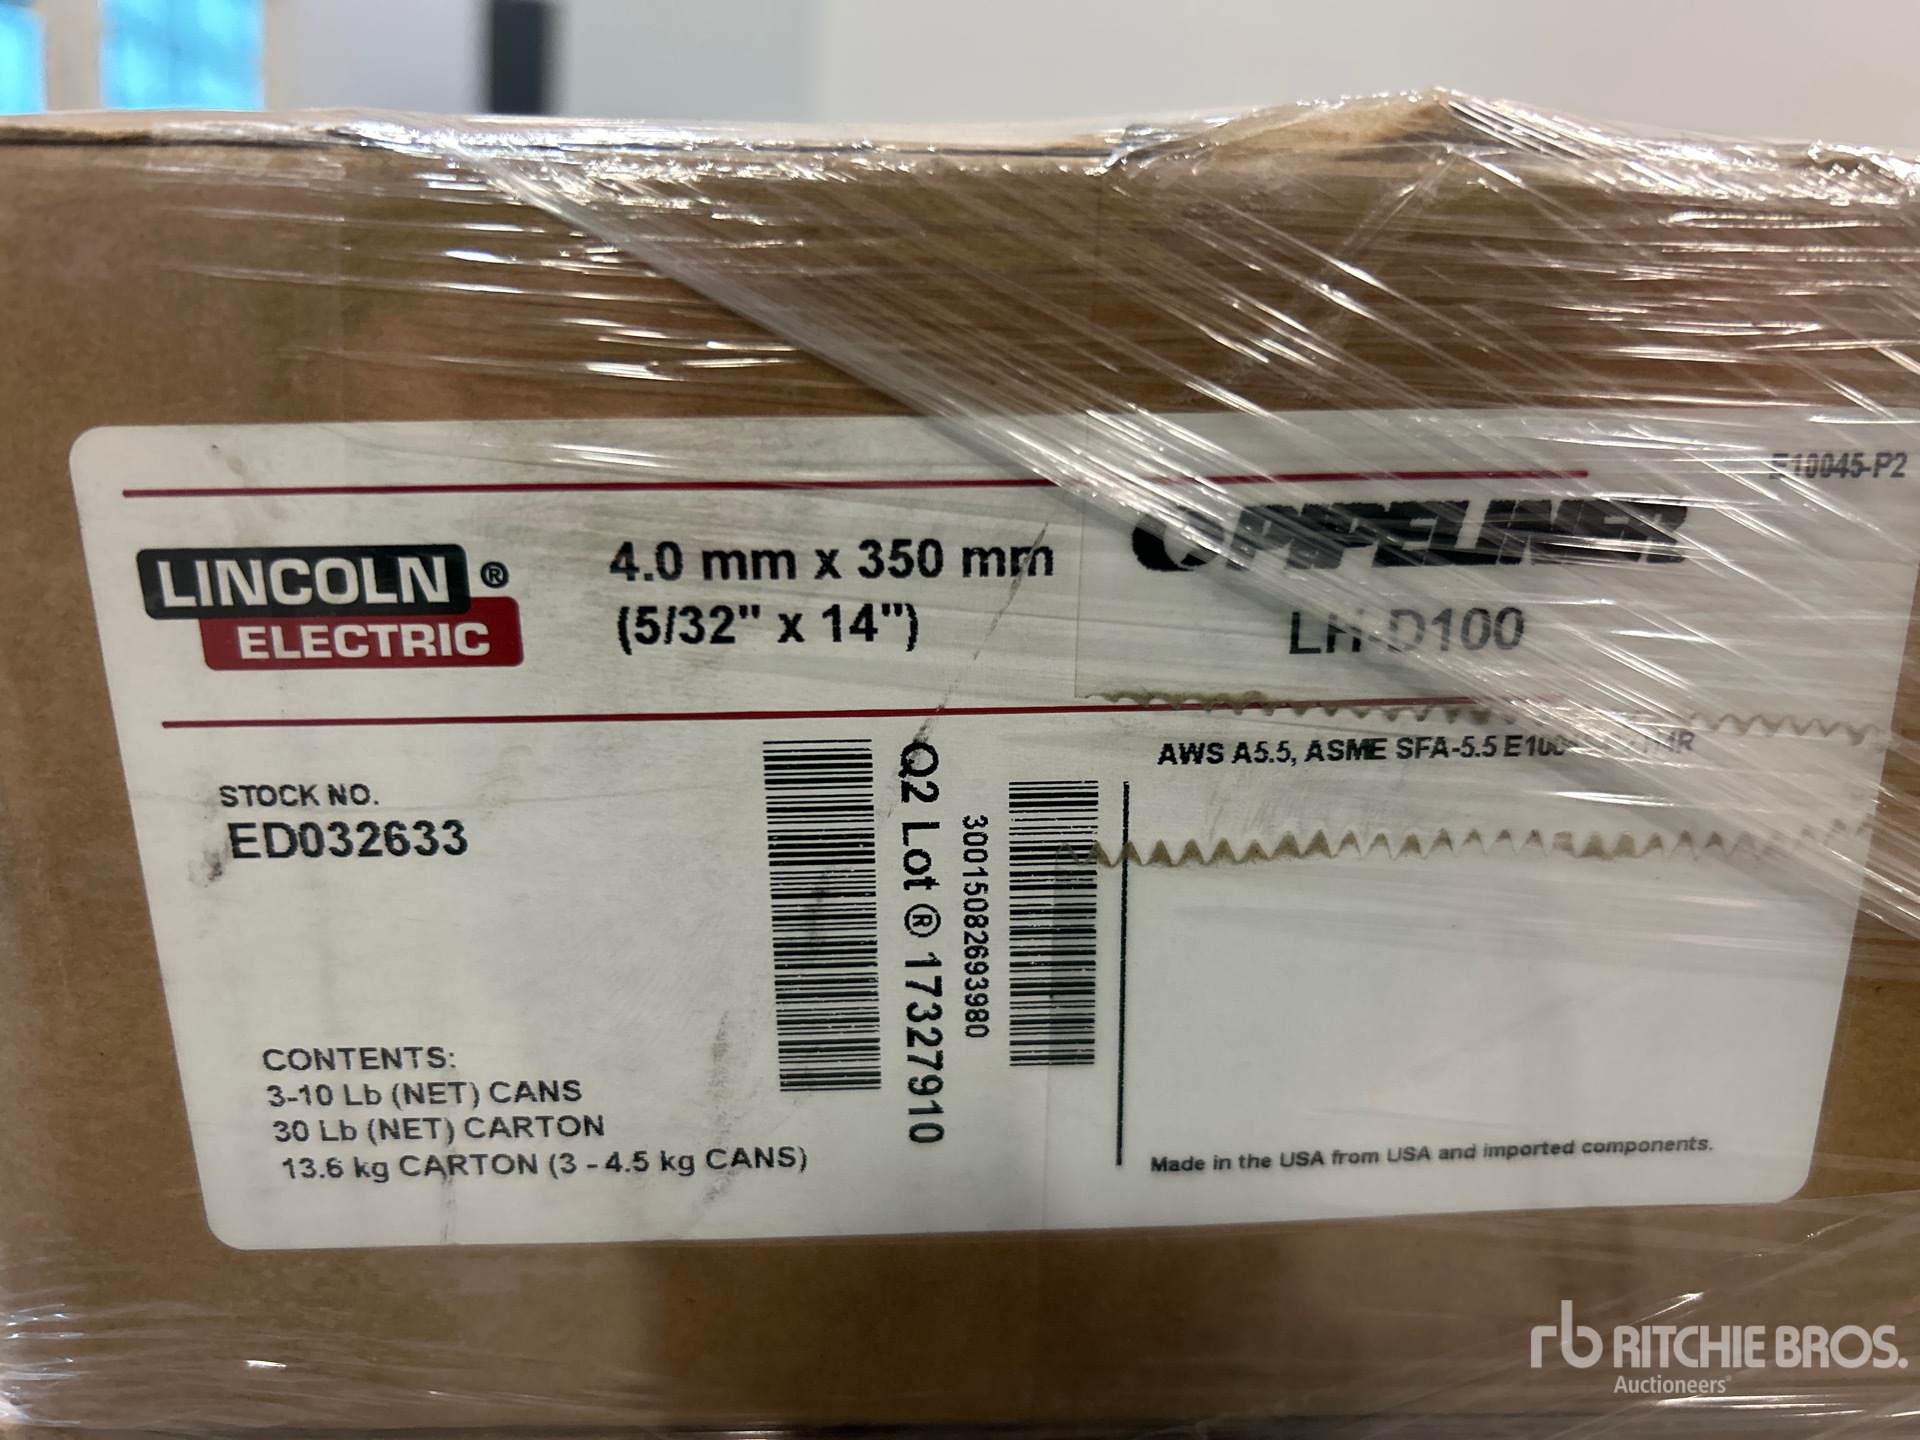 E10045-P2
LINCOLN ®
ELECTRIC
4.0 mm x 350 mm
(5/32" x 14")
PIPELINER
LH-D100
AWS A5.5, ASME SFA-5.5
STOCK NO.
ED032633
Q2 Lot ® 17327910
30015082693980
CONTENTS:
3-10 Lb (NET) CANS
30 Lb (NET) CARTON
13.6 kg CARTON (3 - 4.5 kg CANS)
Made in the USA from USA and imported components.
rb RITCHIE BROS.
Auctioneers